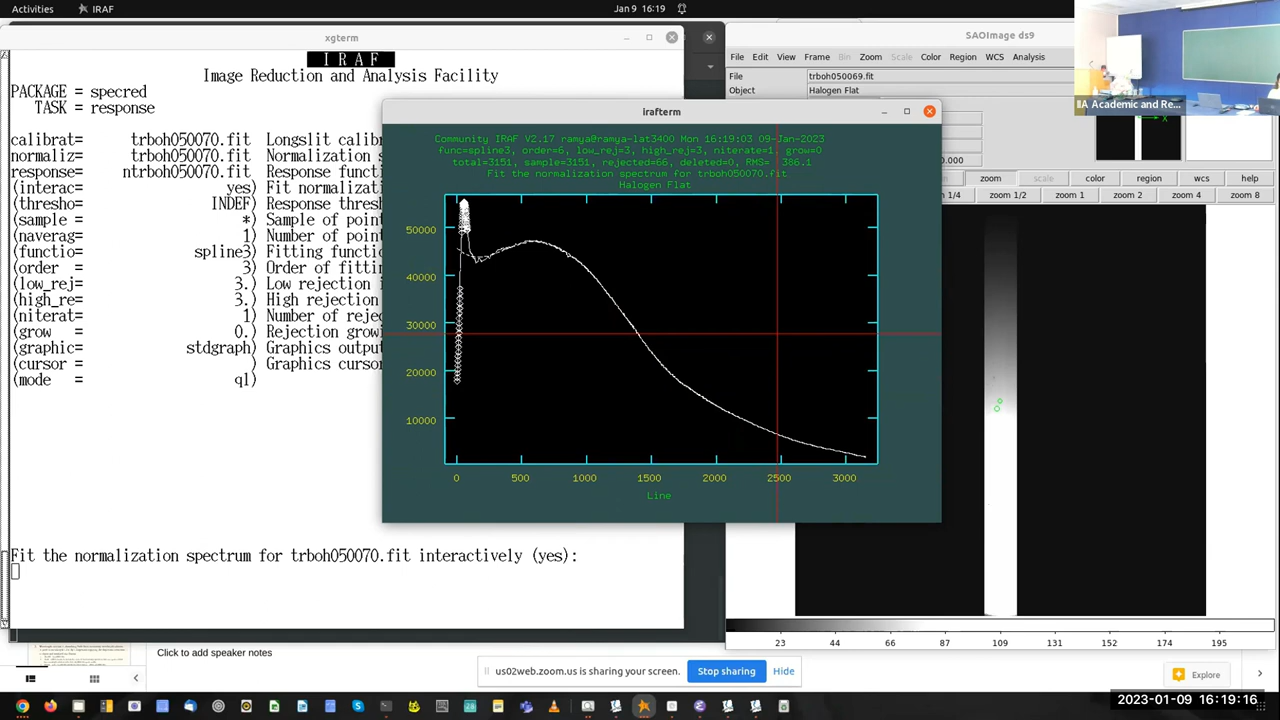 Activities
IRAF
Jan 9 16:19
xgterm
I R A F
Image Reduction and Analysis Facility
PACKAGE = specred
TASK = response
calibrat= trboh050070.fit Longslit calib
normaliz= trboh050070.fit Normalization s
response= ntrboh050070.fit Response functi
(interac= yes) Fit normalizati
(thresho= INDEF) Response thresh
(sample = *) Sample of point
(naverag= 1) Number of point
(functio= spline3) Fitting functio
(order = 3) Order of fittin
(low_rej= 3.) Low rejection i
(high_re= 3.) High rejection
(niterat= 1) Number of rejec
(grow = 0.) Rejection growi
(graphic= stdgraph) Graphics output
(cursor = ) Graphics cursor
(mode = ql)
Fit the normalization spectrum for trboh050070.fit interactively (yes):
irafterm
Community IRAF V2.17 ramya@ramya-lat3400 Mon 16:19:03 09-Jan-2023
func=spline3, order=6, low_rej=3, high_rej=3, niterate=1, grow=0
total=3151, sample=3151, rejected=66, deleted=0, RMS= 386.1
Fit the normalization spectrum for trboh050070.fit
Halogen Flat
50000
40000
30000
20000
10000
0 500 1000 1500 2000 2500 3000
Line
SAOImage ds9
File Edit View Frame Bin Zoom Scale Color Region WCS Analysis
File trboh050069.fit
Object Halogen Flat
0.000
X
zoom scale color region wcs help
1/4 zoom 1/2 zoom 1 zoom 2 zoom 4 zoom 8
23 45 66 87 109 130 152 174 195
IIA Academic and Re...
Click to add speaker notes
us02web.zoom.us is sharing your screen.
Stop sharing
Hide
Explore
2023-01-09 16:19:16